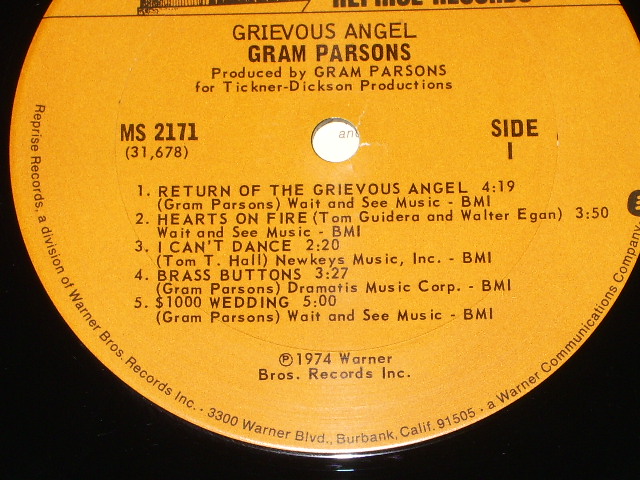 REPRISE RECORDS
GRIEVOUS ANGEL
GRAM PARSONS
Produced by GRAM PARSONS
for Tickner-Dickson Productions
MS 2171
(31,678)
an
SIDE
1
1. RETURN OF THE GRIEVOUS ANGEL 4:19
(Gram Parsons) Wait and See Music - BMI
2. HEARTS ON FIRE (Tom Guidera and Walter Egan) 3:50
Wait and See Music - BMI
3. I CAN'T DANCE 2:20
(Tom T. Hall) Newkeys Music, Inc. - BMI
4. BRASS BUTTONS 3:27
(Gram Parsons) Dramatis Music Corp. - BMI
5. $1000 WEDDING 5:00
(Gram Parsons) Wait and See Music - BMI
℗1974 Warner
Bros. Records Inc.
Reprise Records, a division of Warner Bros. Records Inc. · 3300 Warner Blvd., Burbank, Calif. 91505 · a Warner Communications Company